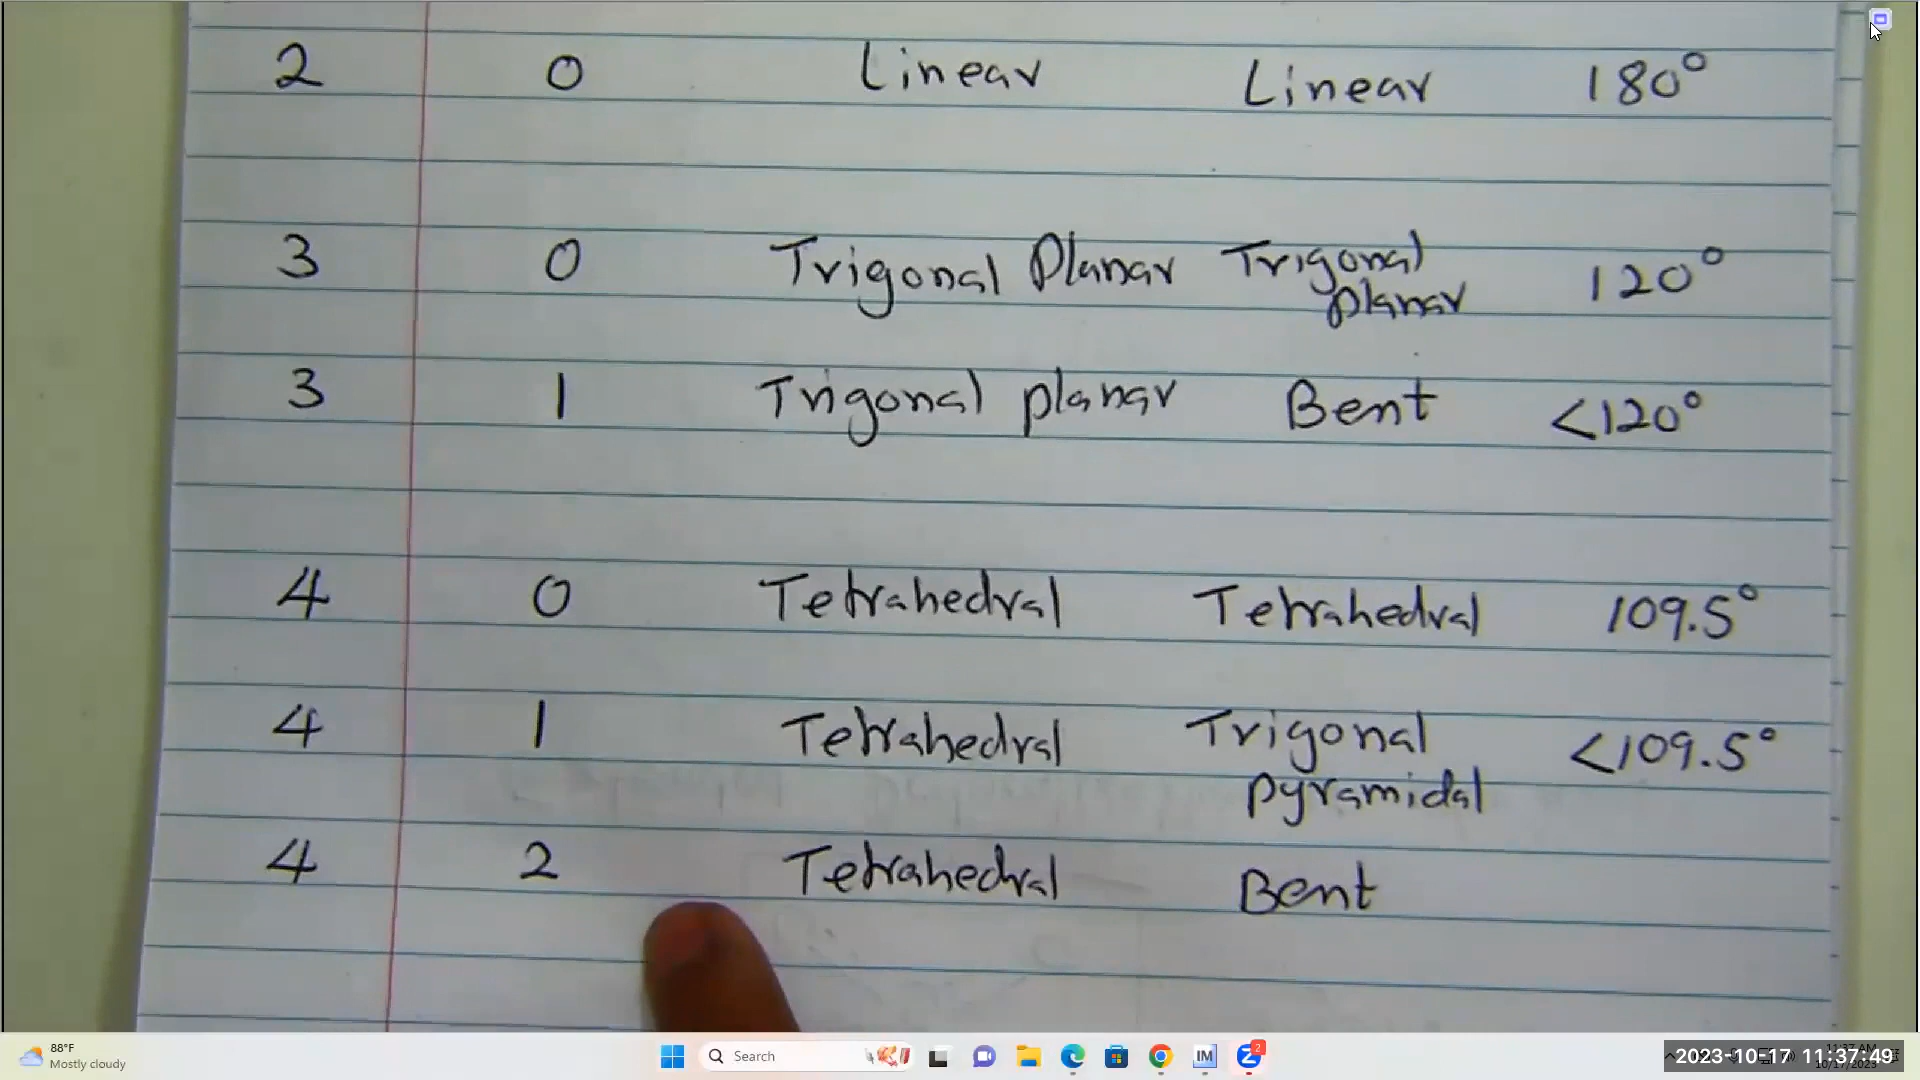 2 0 Linear Linear 180°
3 0 Trigonal Planar Trigonal planar 120°
3 1 Trigonal planar Bent <120°
4 0 Tetrahedral Tetrahedral 109.5°
4 1 Tetrahedral Trigonal pyramidal <109.5°
4 2 Tetrahedral Bent
88°F
Mostly cloudy
Search
IM
Z
2
2023-10-17 11:37:49